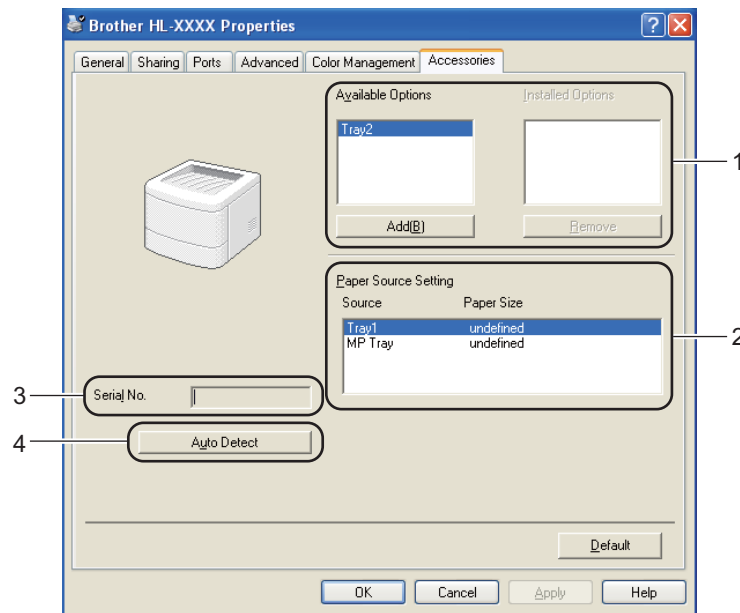 Brother HL-XXXX Properties
General Sharing Ports Advanced Color Management Accessories
Available Options Installed Options
Tray2
1
Add(B) Remove
Paper Source Setting
Source Paper Size
Tray1 undefined
MP Tray undefined
2
3 Serial No.
4 Auto Detect
Default
OK Cancel Apply Help